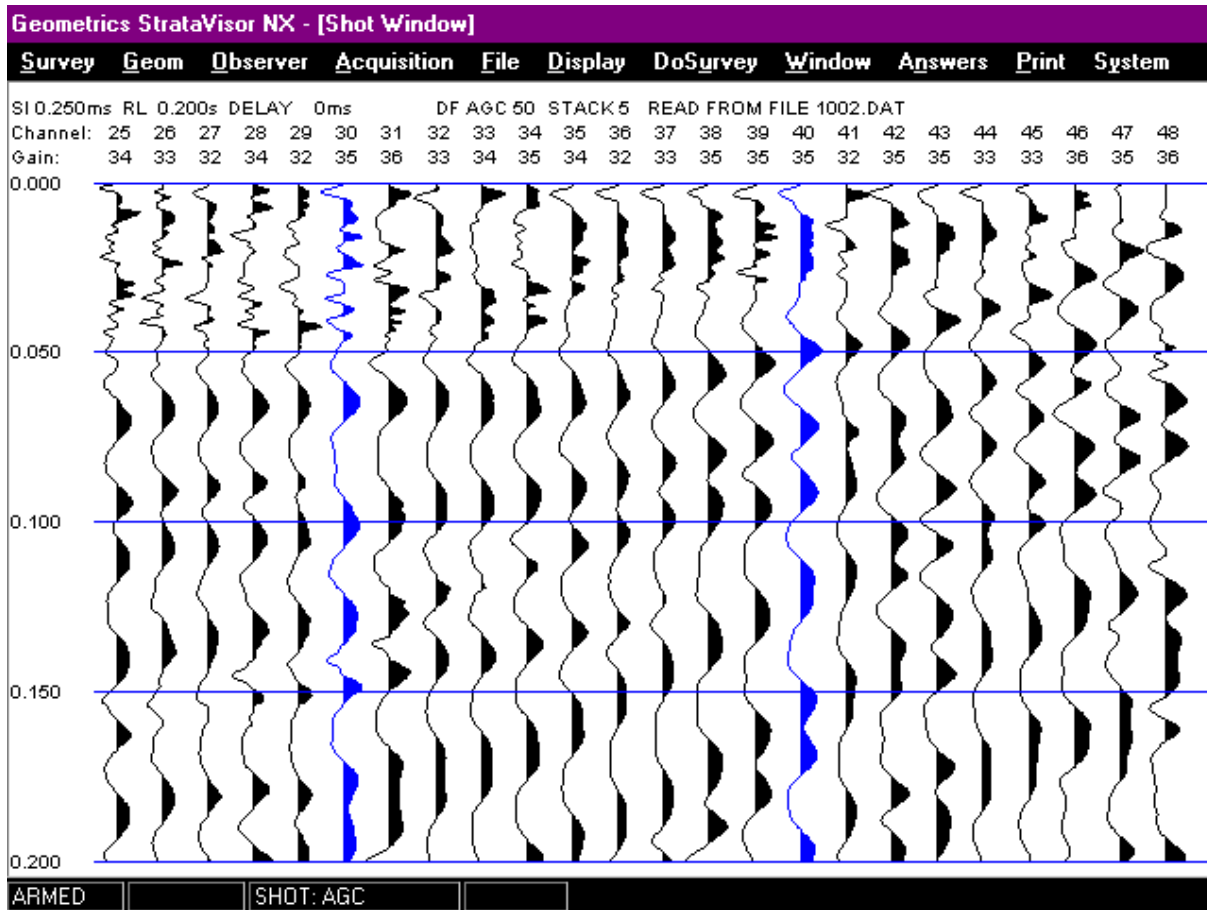 Geometrics StrataVisor NX - [Shot Window]
Survey Geom Observer Acquisition File Display DoSurvey Window Answers Print System
SI 0.250ms RL 0.200s DELAY 0ms DF AGC 50 STACK 5 READ FROM FILE 1002.DAT
Channel: 25 26 27 28 29 30 31 32 33 34 35 36 37 38 39 40 41 42 43 44 45 46 47 48
Gain: 34 33 32 34 32 35 36 33 34 35 34 32 33 35 35 35 32 35 35 33 33 36 35 36
0.000
0.050
0.100
0.150
0.200
ARMED SHOT: AGC